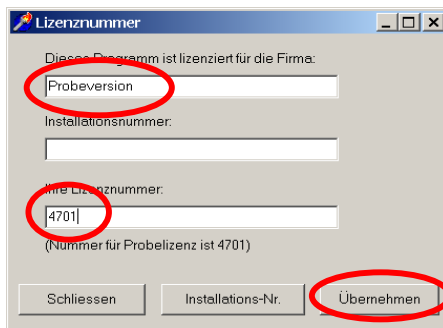 Lizenznummer
Dieses Programm ist lizenziert für die Firma:
Probeversion
Installationsnummer:
Ihre Lizenznummer:
4701
(Nummer für Probelizenz ist 4701)
Schliessen Installations-Nr. Übernehmen